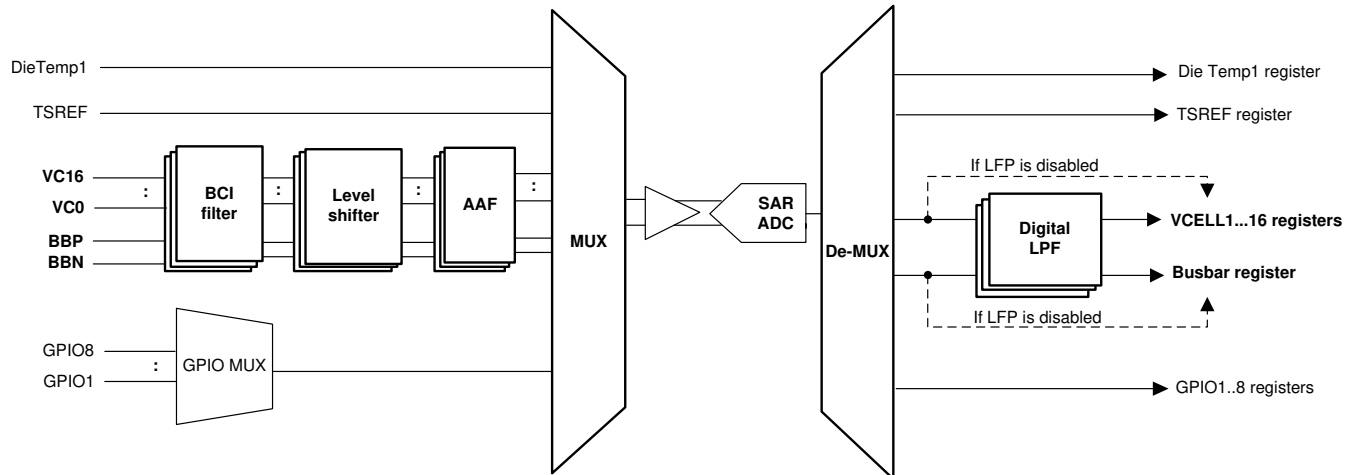 DieTemp1
TSREF
VC16
:
VC0
BBP
BBN
BCI
filter
:
Level
shifter
:
AAF
:
GPIO8
:
GPIO1
GPIO MUX
MUX
SAR
ADC
De-MUX
Die Temp1 register
TSREF register
If LFP is disabled
Digital
LPF
VCELL1...16 registers
Busbar register
If LFP is disabled
GPIO1..8 registers